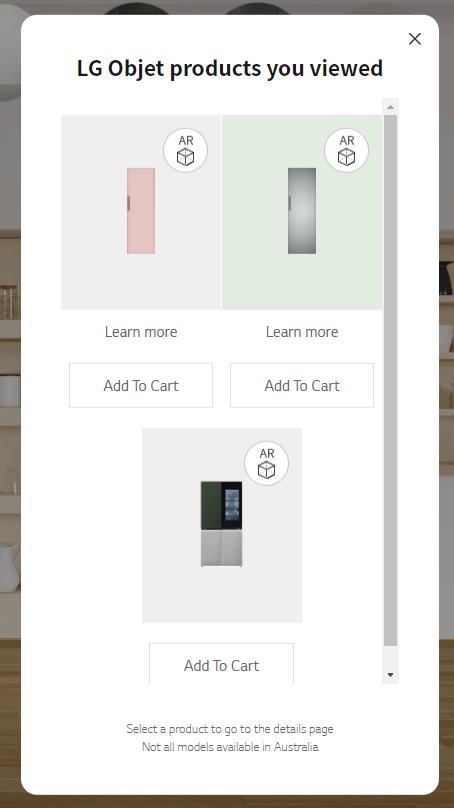 LG Objet products you viewed
AR
AR
Learn more
Learn more
Add To Cart
Add To Cart
AR
Add To Cart
Select a product to go to the details page
Not all models available in Australia